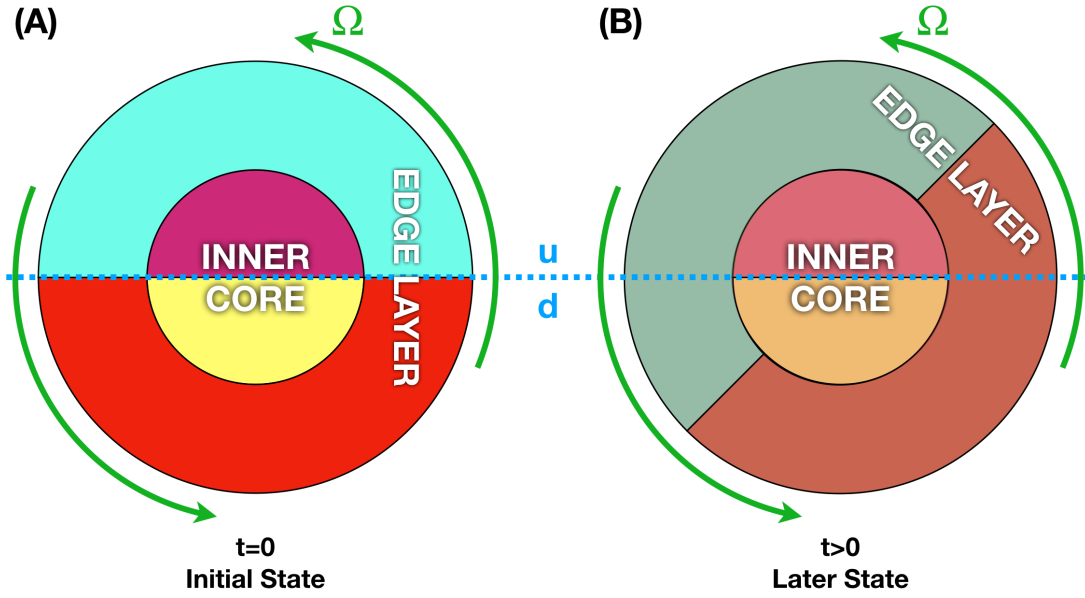 (A)
Ω
INNER
CORE
EDGE LAYER
t=0
Initial State
u
d
(B)
Ω
EDGE LAYER
INNER
CORE
t>0
Later State